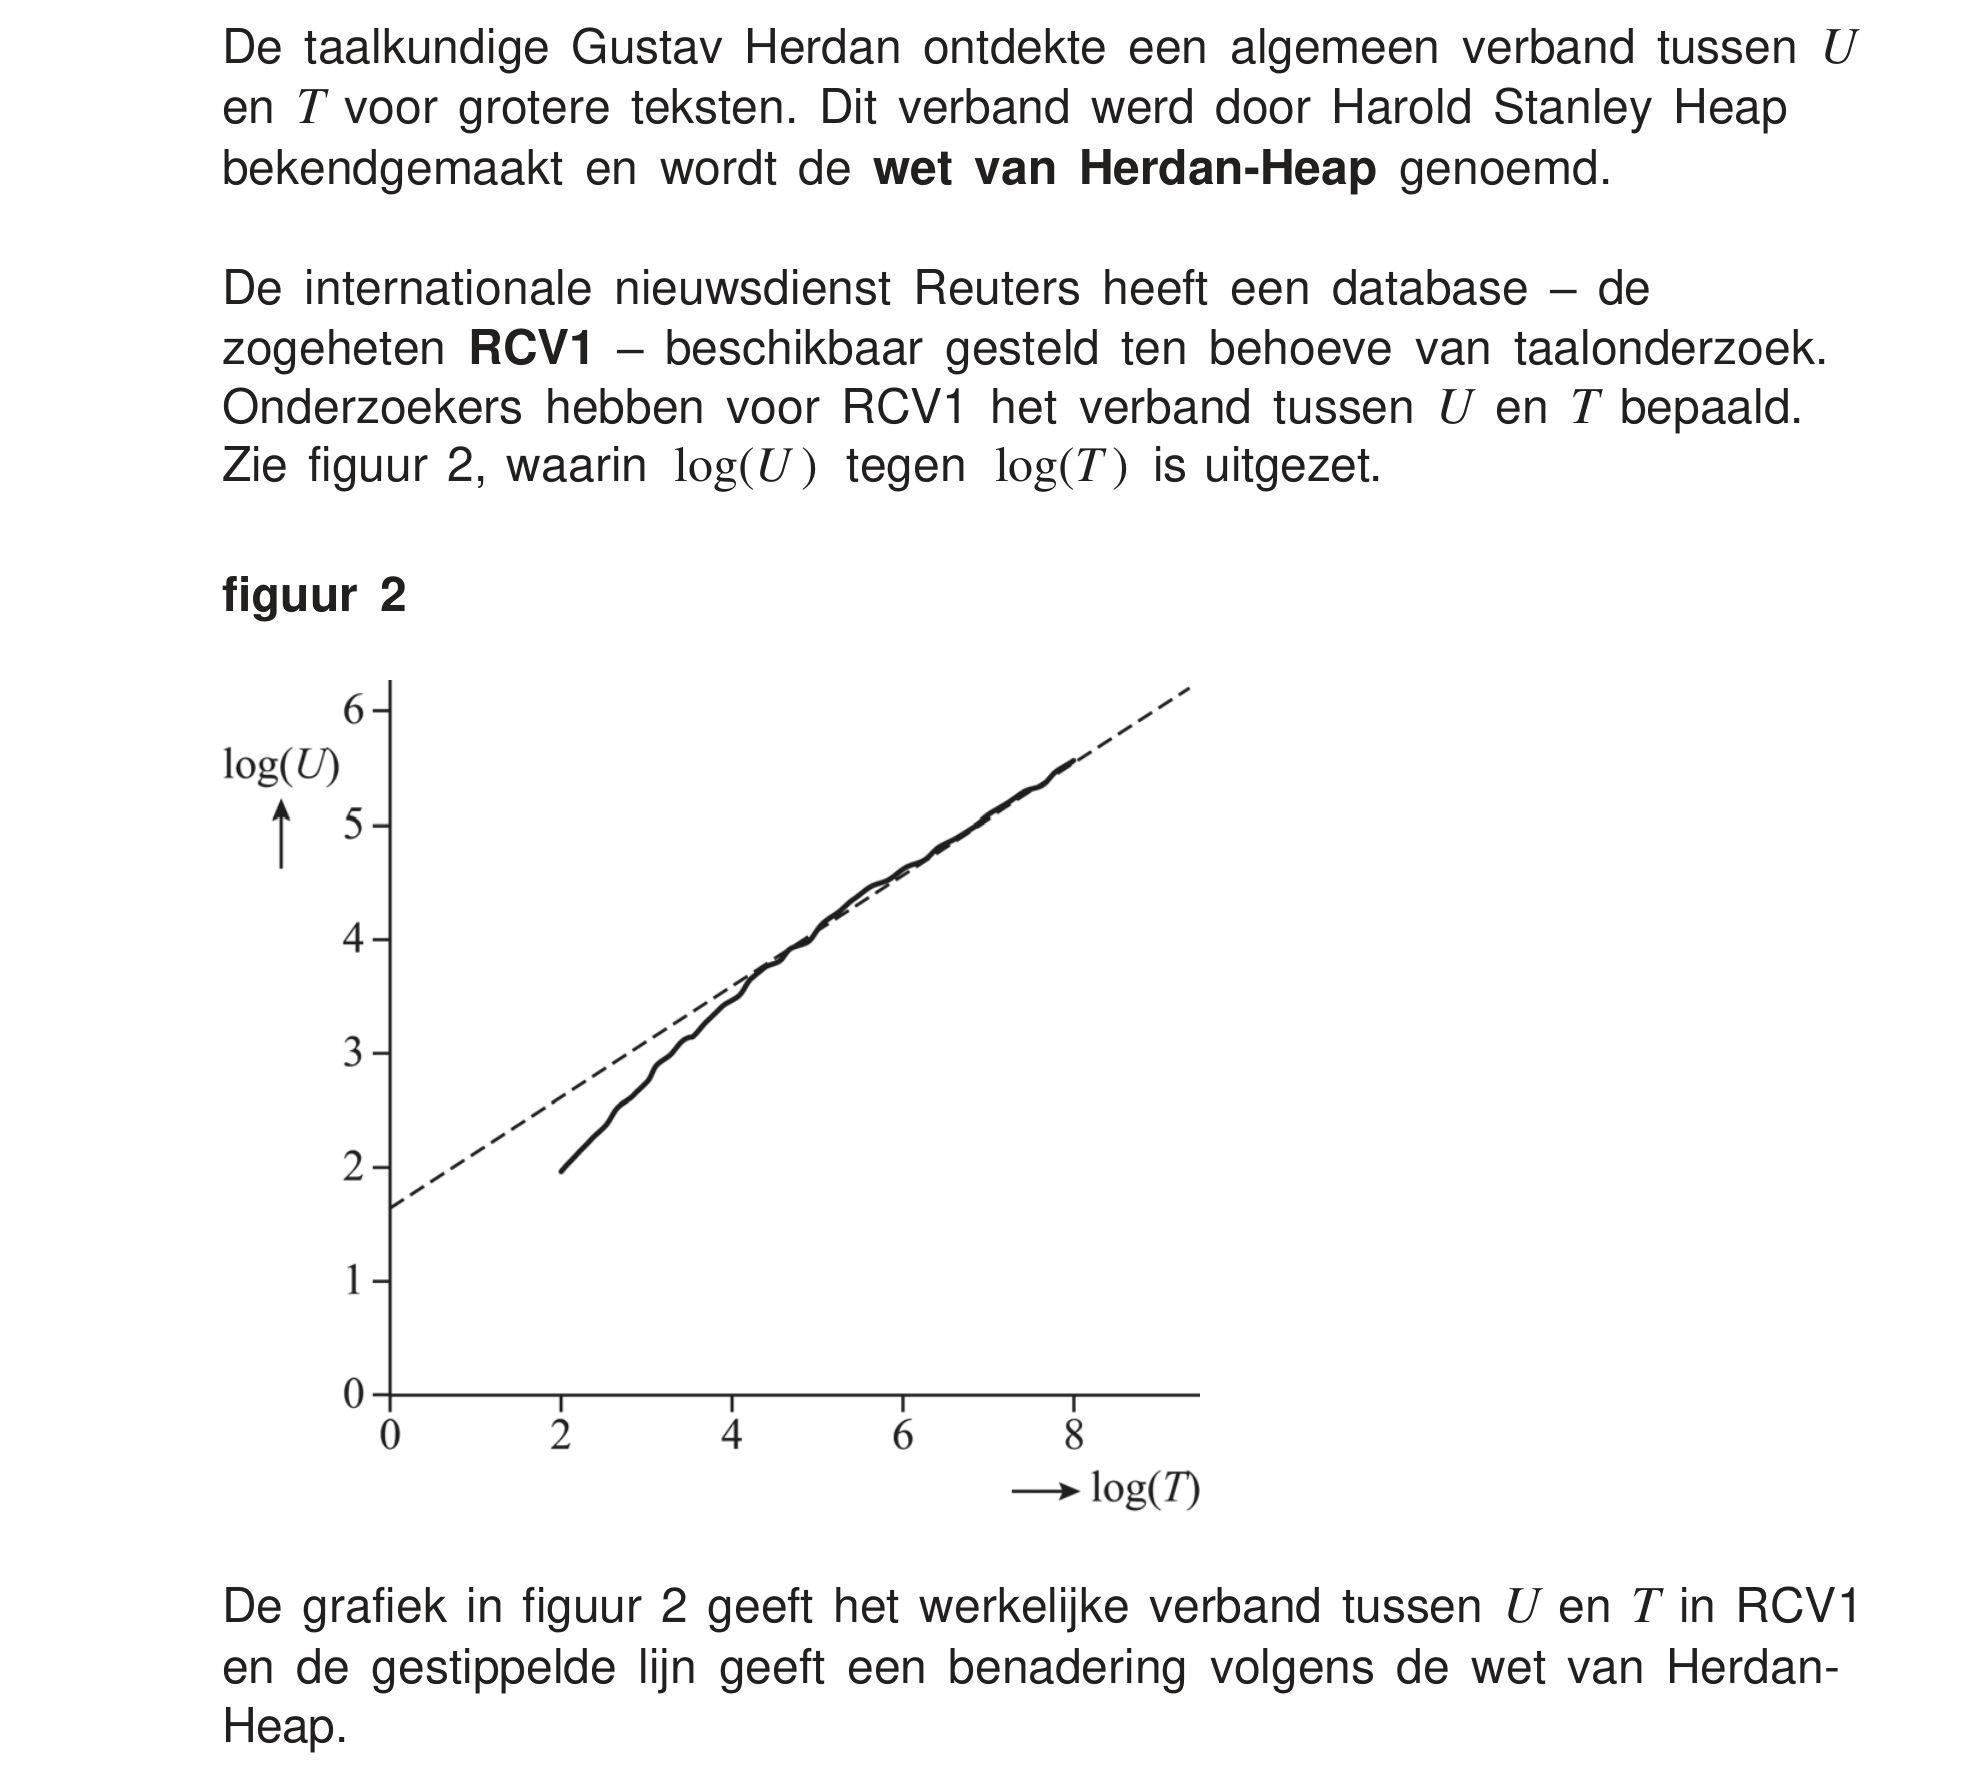 De taalkundige Gustav Herdan ontdekte een algemeen verband tussen U
en T voor grotere teksten. Dit verband werd door Harold Stanley Heap
bekendgemaakt en wordt de wet van Herdan-Heap genoemd.
De internationale nieuwsdienst Reuters heeft een database – de
zogeheten RCV1 – beschikbaar gesteld ten behoeve van taalonderzoek.
Onderzoekers hebben voor RCV1 het verband tussen U en T bepaald.
Zie figuur 2, waarin log(U) tegen log(T) is uitgezet.
figuur 2
6
log(U)
5
4
3
2
1
0
0 2 4 6 8
log(T)
De grafiek in figuur 2 geeft het werkelijke verband tussen U en T in RCV1
en de gestippelde lijn geeft een benadering volgens de wet van Herdan-
Heap.